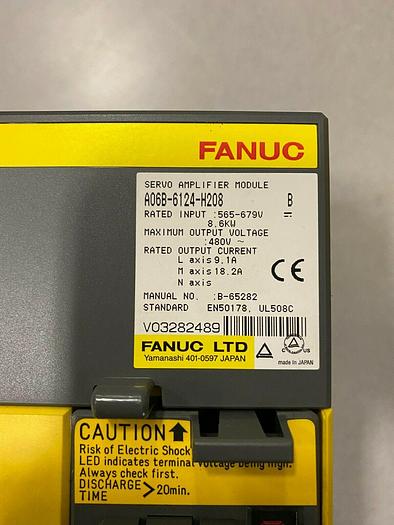 FANUC
SERVO AMPLIFIER MODULE
A06B-6124-H208 B
RATED INPUT :565-679V ⎓
8.6KW
MAXIMUM OUTPUT VOLTAGE
:480V ~
RATED OUTPUT CURRENT
L axis 9.1A
M axis 18.2A
N axis
CE
MANUAL NO. :B-65282
STANDARD EN50178, UL508C
V03282489
FANUC LTD
Yamanashi 401-0597 JAPAN
C US
made in JAPAN
CAUTION
Risk of Electric Shock
LED indicates terminal voltage being high.
Always check first.
DISCHARGE TIME > 20min.